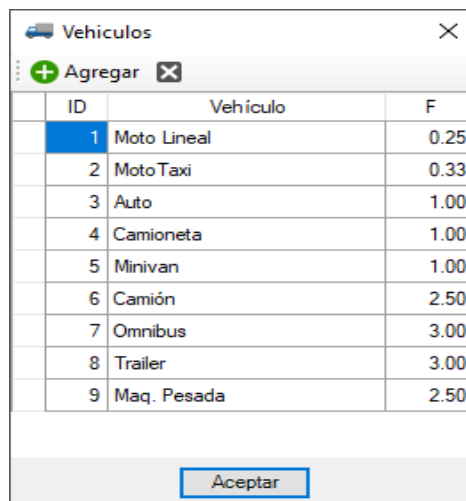 Vehiculos
Agregar
ID Vehículo F
1 Moto Lineal 0.25
2 MotoTaxi 0.33
3 Auto 1.00
4 Camioneta 1.00
5 Minivan 1.00
6 Camión 2.50
7 Omnibus 3.00
8 Trailer 3.00
9 Maq. Pesada 2.50
Aceptar